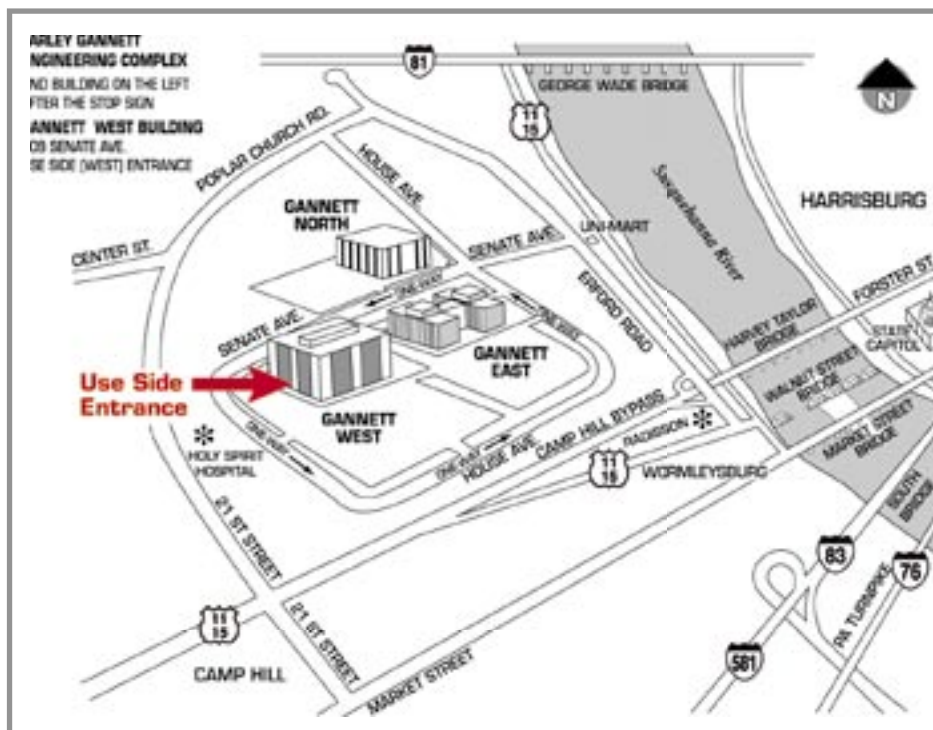 ARLEY GANNETT
NGINEERING COMPLEX
ND BUILDING ON THE LEFT
FTER THE STOP SIGN
ANNETT WEST BUILDING
09 SENATE AVE.
SE SIDE (WEST) ENTRANCE
81
GEORGE WADE BRIDGE
11
15
N
POPLAR CHURCH RD.
HOUSE AVE.
Susquehanna River
HARRISBURG
GANNETT
NORTH
UNI-MART
CENTER ST.
SENATE AVE.
ONE WAY
ERFORD ROAD
FORSTER ST.
SENATE AVE.
ONE WAY
HARVEY TAYLOR
BRIDGE
STATE
CAPITOL
GANNETT
EAST
WALNUT STREET
BRIDGE
Use Side
Entrance
GANNETT
WEST
CAMP HILL BYPASS
RADISSON
MARKET STREET
BRIDGE
HOLY SPIRIT
HOSPITAL
ONE WAY
ONE WAY
HOUSE AVE.
11
15
WORMLEYSBURG
SOUTH
BRIDGE
21 ST STREET
83
76
PA TURNPIKE
11
15
21 ST STREET
581
CAMP HILL
MARKET STREET